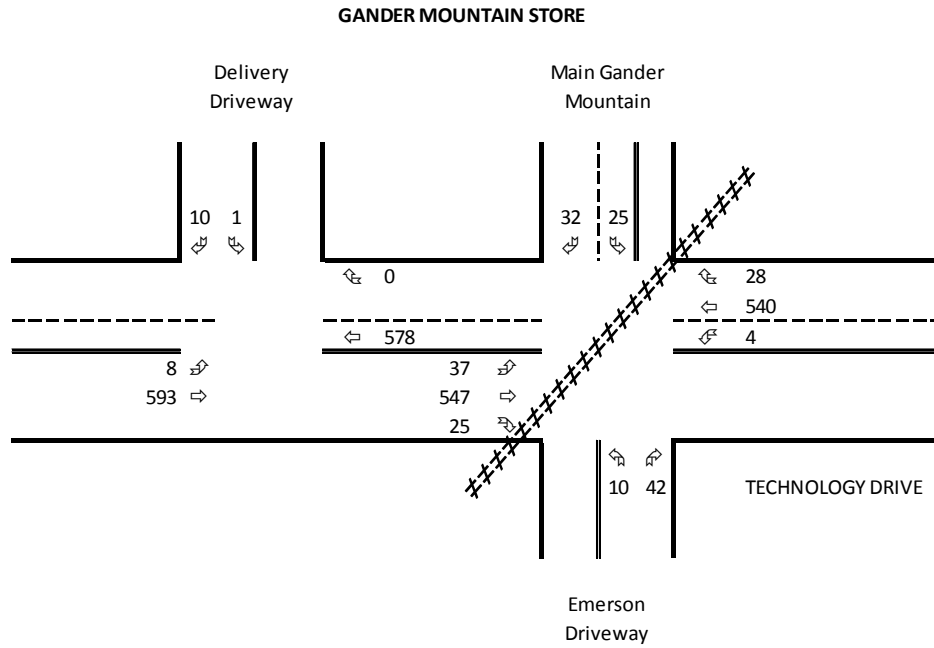 GANDER MOUNTAIN STORE
Delivery
Driveway
Main Gander
Mountain
10 1
32 25
0
28
540
578
4
8
37
593
547
25
10 42
TECHNOLOGY DRIVE
Emerson
Driveway